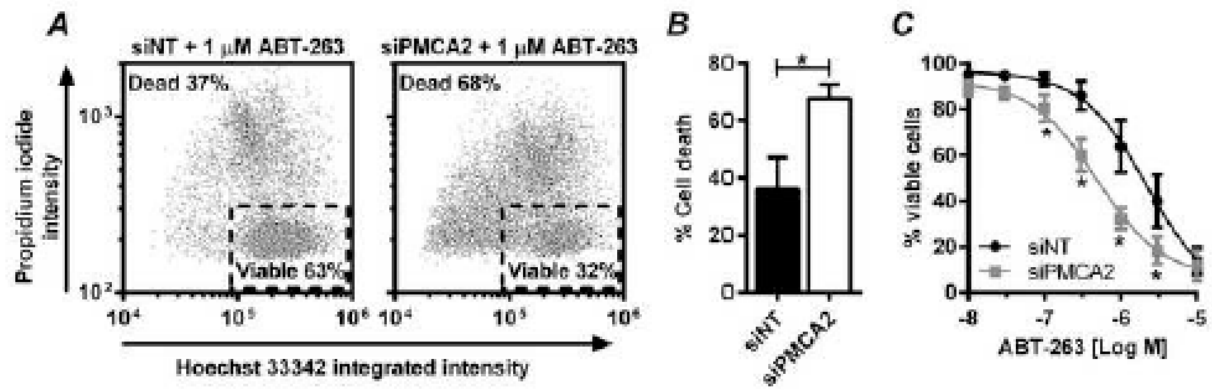 A
siNT + 1 µM ABT-263
siPMCA2 + 1 µM ABT-263
Dead 37%
Dead 68%
Propidium iodide
intensity
10³
10²
Viable 63%
Viable 32%
10⁴ 10⁵ 10⁶
10⁴ 10⁵ 10⁶
Hoechst 33342 integrated intensity
B
% Cell death
80
60
40
20
0
*
siNT
siPMCA2
C
% viable cells
100
80
60
40
20
0
* * * *
siNT
siPMCA2
-8 -7 -6 -5
ABT-263 [Log M]